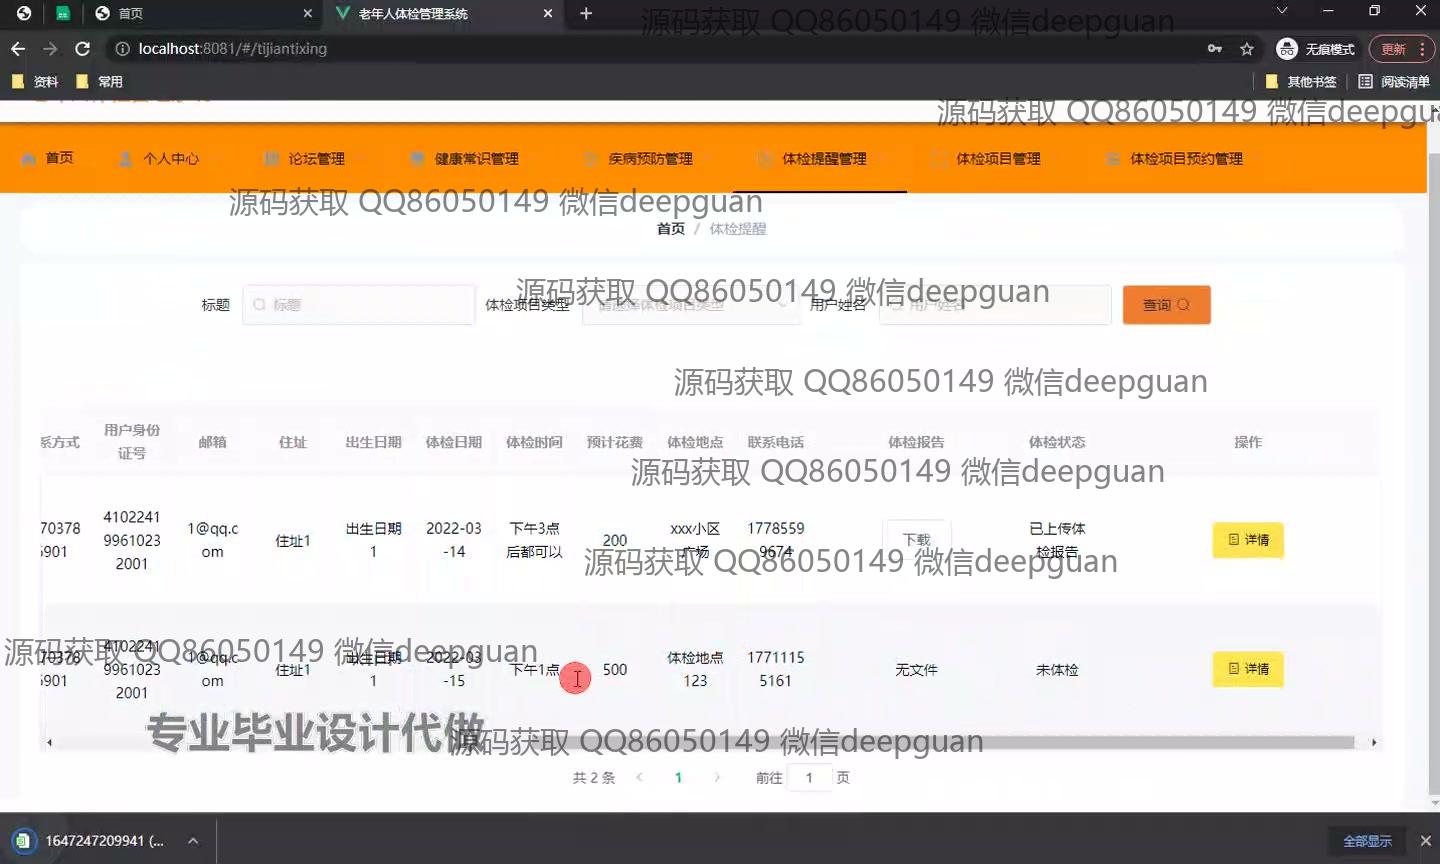 首页
老年人体检管理系统
源码获取 QQ86050149 微信deepguan
localhost:8081/#/tijiantixing
无痕模式
更新
资料
常用
其他书签
阅读清单
源码获取 QQ86050149 微信deepgua
首页
个人中心
论坛管理
健康常识管理
疾病预防管理
体检提醒管理
体检项目管理
体检项目预约管理
源码获取 QQ86050149 微信deepguan
首页 / 体检提醒
源码获取 QQ86050149 微信deepguan
标题
标题
体检项目类型
请选择体检项目类型
用户姓名
用户姓名
查询
源码获取 QQ86050149 微信deepguan
系方式
用户身份
证号
邮箱
住址
出生日期
体检日期
体检时间
预计花费
体检地点
联系电话
体检报告
体检状态
操作
源码获取 QQ86050149 微信deepguan
70378
6901
4102241
9961023
2001
1@qq.c
om
住址1
出生日期
1
2022-03
-14
下午3点
后都可以
200
xxx小区
广场
1778559
9674
下载
已上传体
检报告
详情
源码获取 QQ86050149 微信deepguan
源码获取 QQ86050149 微信deepguan
70378
6901
4102241
9961023
2001
1@qq.c
om
住址1
出生日期
1
2022-03
-15
下午1点
500
体检地点
123
1771115
5161
无文件
未体检
详情
专业毕业设计代做
源码获取 QQ86050149 微信deepguan
共 2 条
1
前往
1
页
1647247209941 (...
全部显示